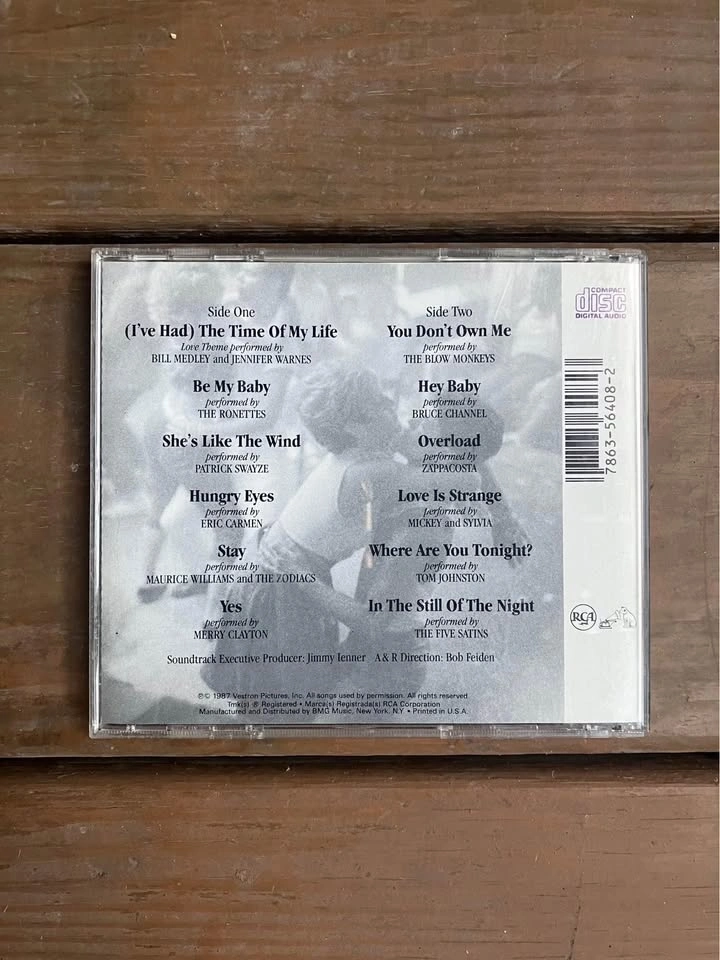 Side One
(I've Had) The Time Of My Life
Love Theme performed by
BILL MEDLEY and JENNIFER WARNES
Be My Baby
performed by
THE RONETTES
She's Like The Wind
performed by
PATRICK SWAYZE
Hungry Eyes
performed by
ERIC CARMEN
Stay
performed by
MAURICE WILLIAMS and THE ZODIACS
Yes
performed by
MERRY CLAYTON
Side Two
You Don't Own Me
performed by
THE BLOW MONKEYS
Hey Baby
performed by
BRUCE CHANNEL
Overload
performed by
ZAPPACOSTA
Love Is Strange
performed by
MICKEY and SYLVIA
Where Are You Tonight?
performed by
TOM JOHNSTON
In The Still Of The Night
performed by
THE FIVE SATINS
Soundtrack Executive Producer: Jimmy Ienner A & R Direction: Bob Feiden
℗© 1987 Vestron Pictures, Inc. All songs used by permission. All rights reserved.
Tmk(s) ® Registered • Marca(s) Registrada(s) RCA Corporation
Manufactured and Distributed by BMG Music, New York, N.Y. • Printed in U.S.A.
COMPACT
disc
DIGITAL AUDIO
7863-56408-2
RCA